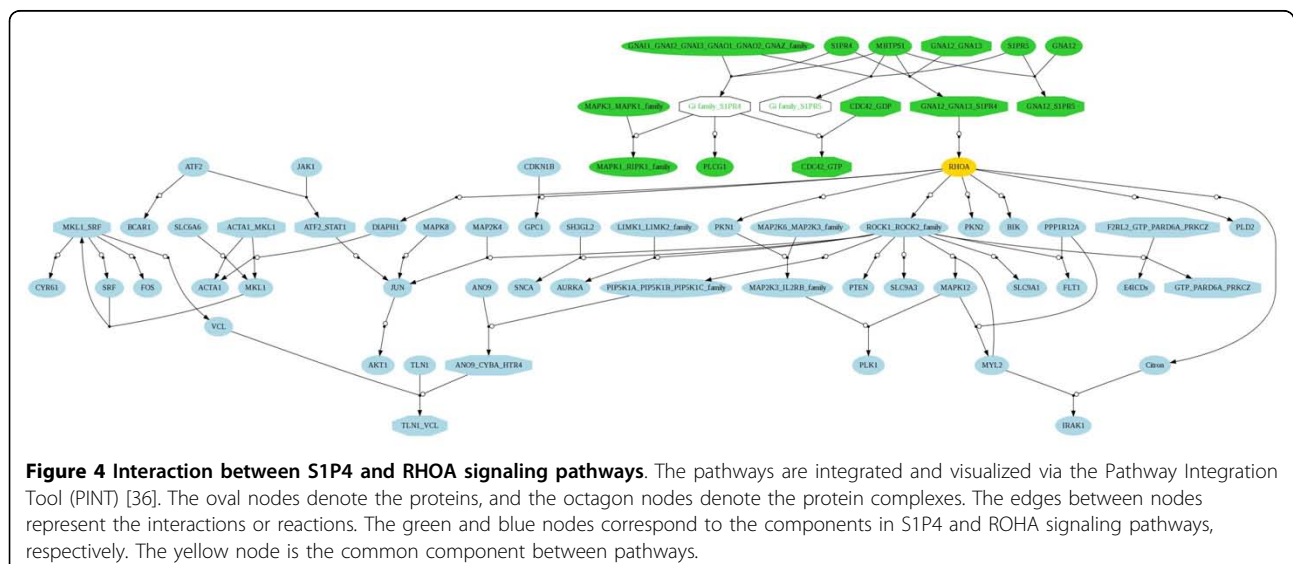 GNAI1_GNAI2_GNAI3_GNAO1_GNAO2_GNAZ_family S1PR4 MBTPS1 GNA12_GNA13 S1PR5 GNA12
MAPK3_MAPK1_family Gi family_S1PR4 Gi family_S1PR5 CDC42_GDP GNA12_GNA13_S1PR4 GNA12_S1PR5
ATF2 JAK1 CDKN1B MAPK1_RIPK1_family PLCG1 CDC42_GTP RHOA
MKL1_SRF BCAR1 SLC6A6 ACTA1_MKL1 ATF2_STAT1 DIAPH1 MAPK8 MAP2K4 GPC1 SH3GL2 LIMK1_LIMK2_family PKN1 MAP2K6_MAP2K3_family ROCK1_ROCK2_family PKN2 BIK PPP1R12A F2RL2_GTP_PARD6A_PRKCZ PLD2
CYR61 SRF FOS ACTA1 MKL1 JUN ANO9 SNCA AURKA PIP5K1A_PIP5K1B_PIP5K1C_family MAP2K3_IL2RB_family PTEN SLC9A3 MAPK12 SLC9A1 FLT1 E4ICDs GTP_PARD6A_PRKCZ
VCL
AKT1 TLN1 ANO9_CYBA_HTR4 PLK1 MYL2 Citron
TLN1_VCL IRAK1
Figure 4 Interaction between S1P4 and RHOA signaling pathways. The pathways are integrated and visualized via the Pathway Integration
Tool (PINT) [36]. The oval nodes denote the proteins, and the octagon nodes denote the protein complexes. The edges between nodes
represent the interactions or reactions. The green and blue nodes correspond to the components in S1P4 and ROHA signaling pathways,
respectively. The yellow node is the common component between pathways.